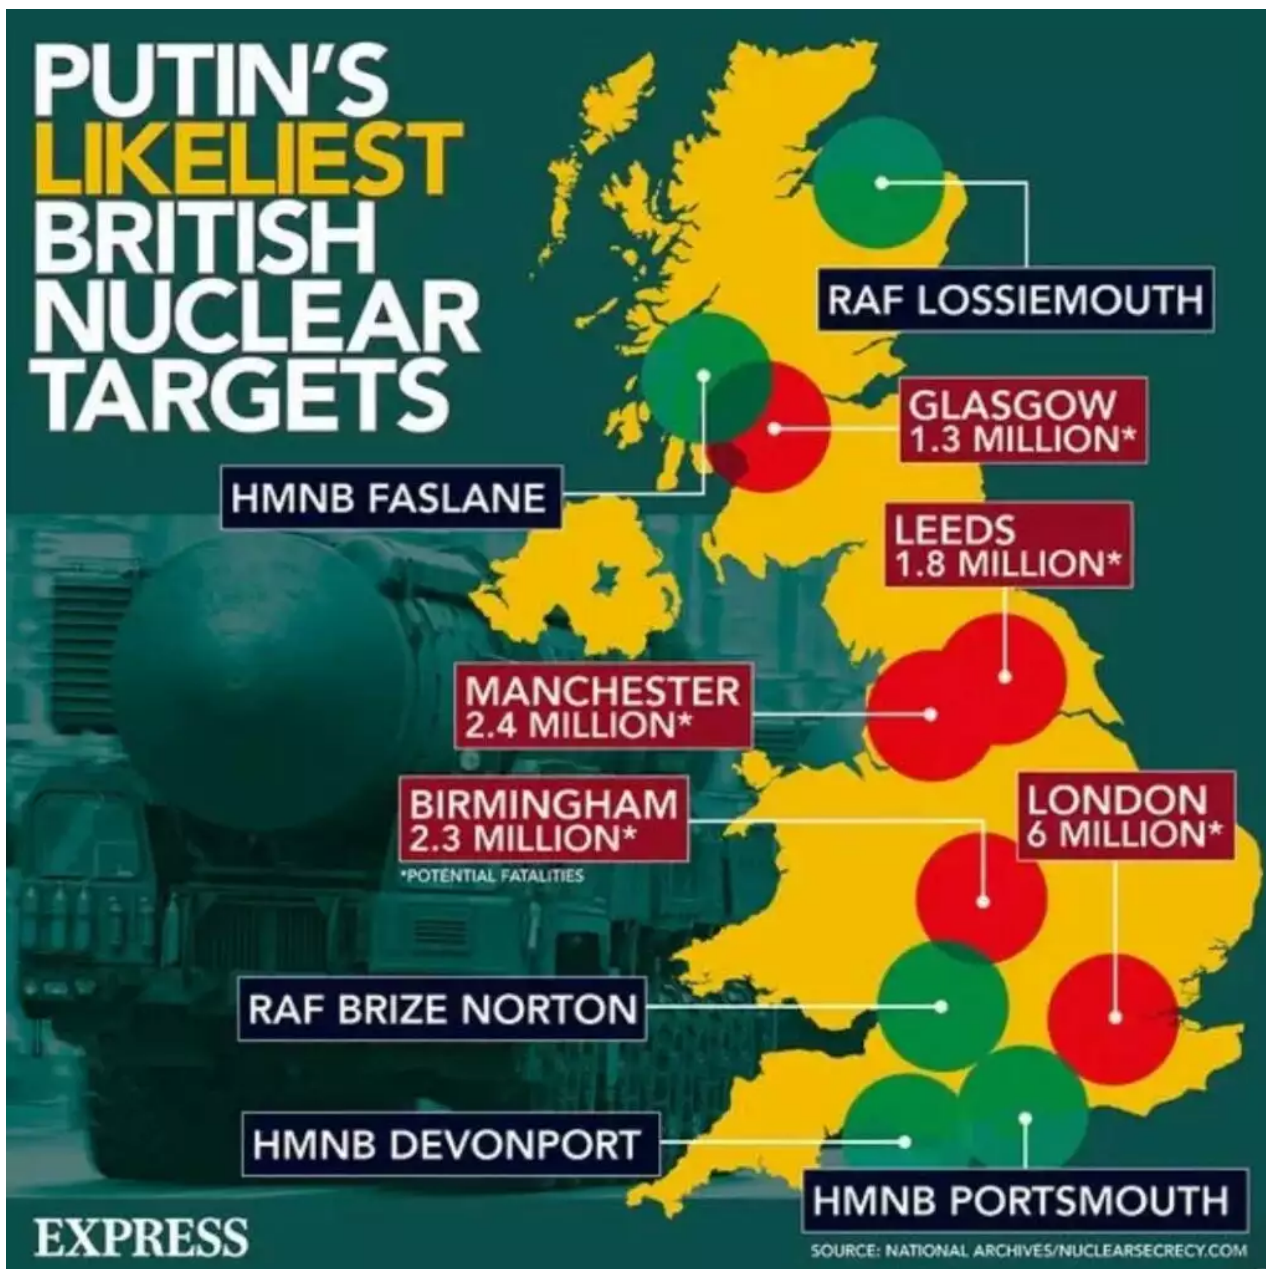 PUTIN'S
LIKELIEST
BRITISH
NUCLEAR
TARGETS
RAF LOSSIEMOUTH
GLASGOW
1.3 MILLION*
HMNB FASLANE
LEEDS
1.8 MILLION*
MANCHESTER
2.4 MILLION*
BIRMINGHAM
2.3 MILLION*
*POTENTIAL FATALITIES
LONDON
6 MILLION*
RAF BRIZE NORTON
HMNB DEVONPORT
HMNB PORTSMOUTH
EXPRESS
SOURCE: NATIONAL ARCHIVES/NUCLEARSECRECY.COM